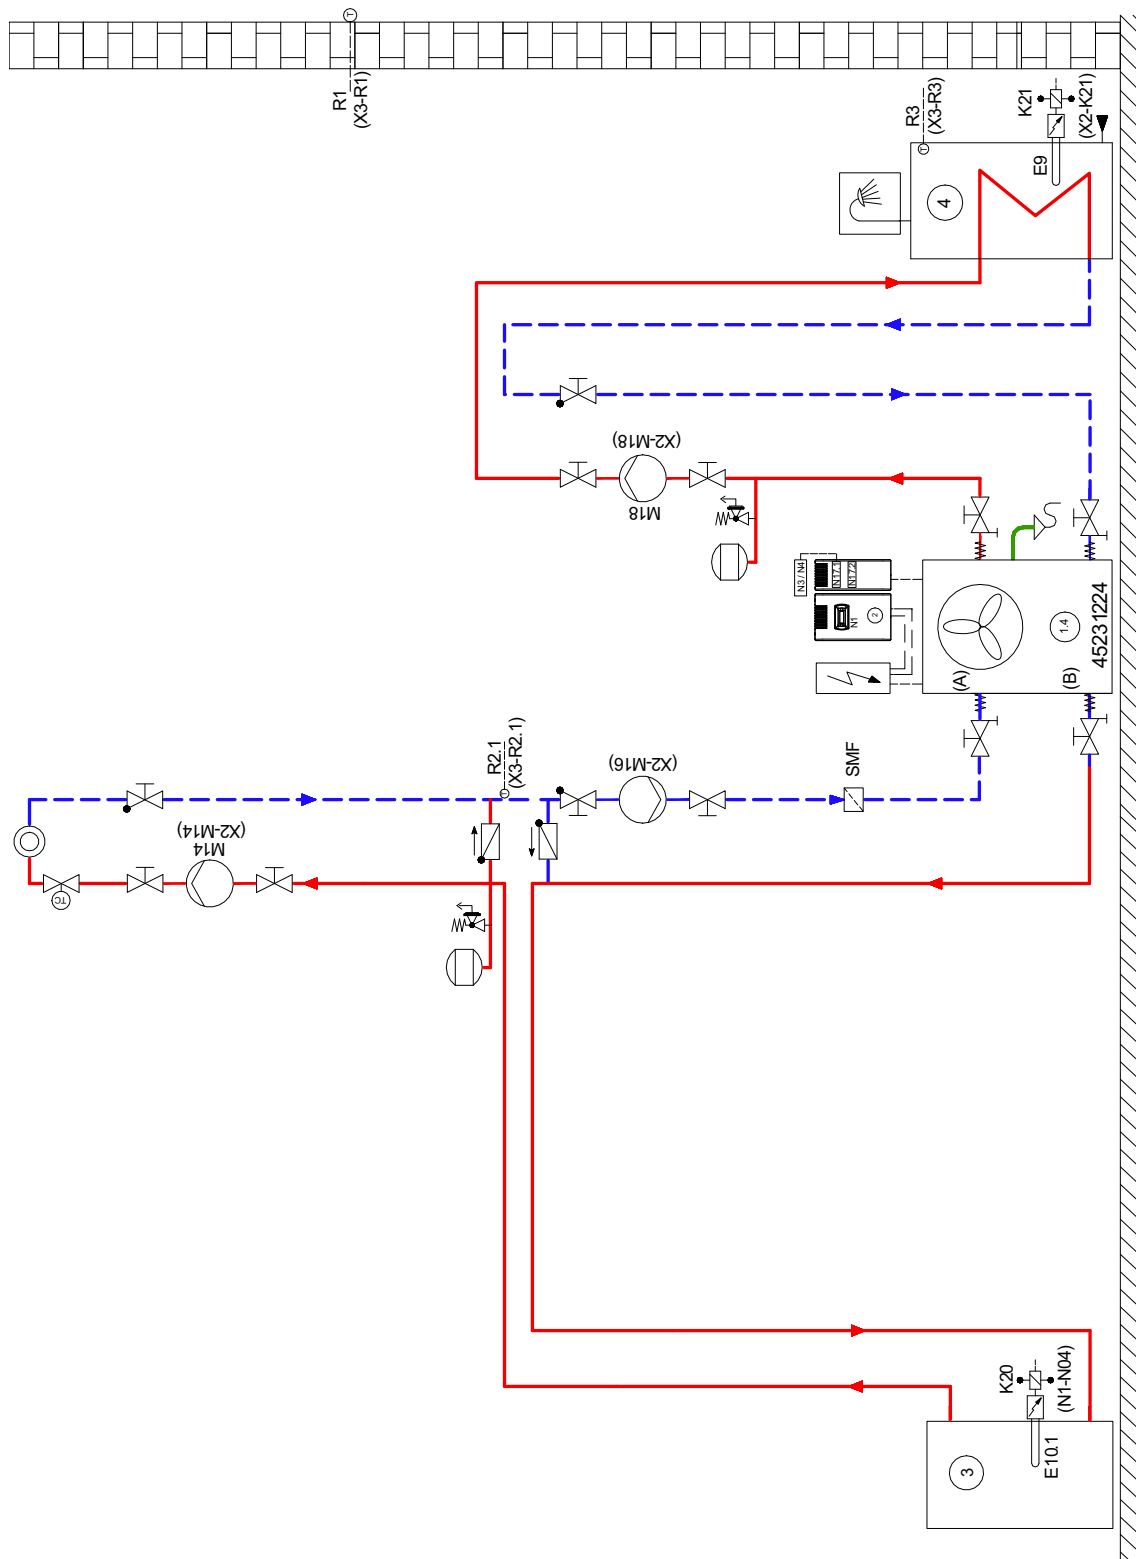 T
R1
(X3-R1)
K21
(X2-K21)
R3
(X3-R3)
T
E9
4
(X2-M18)
M18
N3 / N4
N17.1
N17.2
N1
2
(A)
(B)
1.4
45231224
R2.1
(X3-R2.1)
T
(X2-M16)
SMF
(X2-M14)
M14
TC
K20
(N1-N04)
E10.1
3